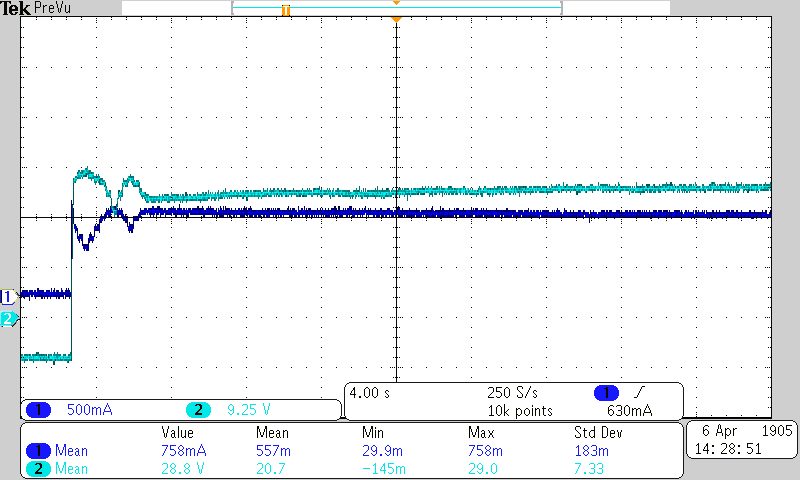 Tek PreVu
1
2
1 500mA 2 9.25 V
4.00 s 250 S/s 1
10k points 630mA
Value Mean Min Max Std Dev
1 Mean 758mA 557m 29.9m 758m 183m
2 Mean 28.8 V 20.7 -145m 29.0 7.33
6 Apr 1905
14:28:51